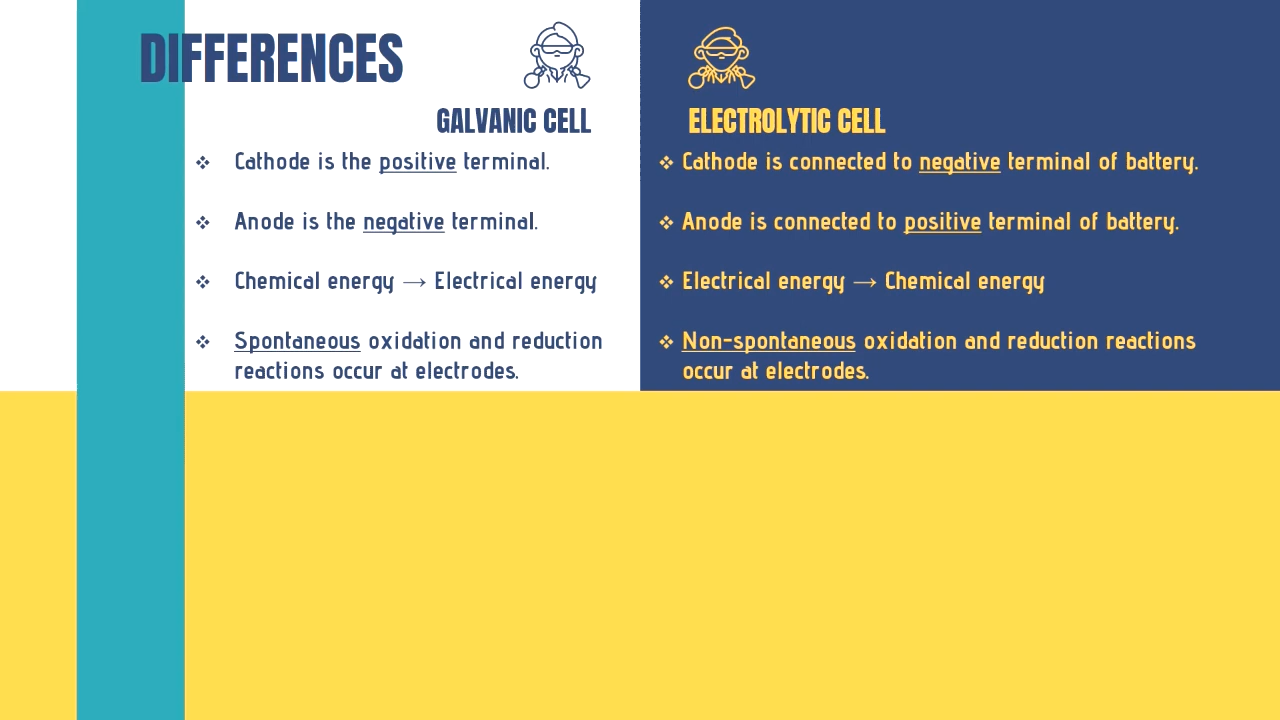 DIFFERENCES
GALVANIC CELL
❖ Cathode is the positive terminal.
❖ Anode is the negative terminal.
❖ Chemical energy → Electrical energy
❖ Spontaneous oxidation and reduction
reactions occur at electrodes.
ELECTROLYTIC CELL
❖ Cathode is connected to negative terminal of battery.
❖ Anode is connected to positive terminal of battery.
❖ Electrical energy → Chemical energy
❖ Non-spontaneous oxidation and reduction reactions
occur at electrodes.